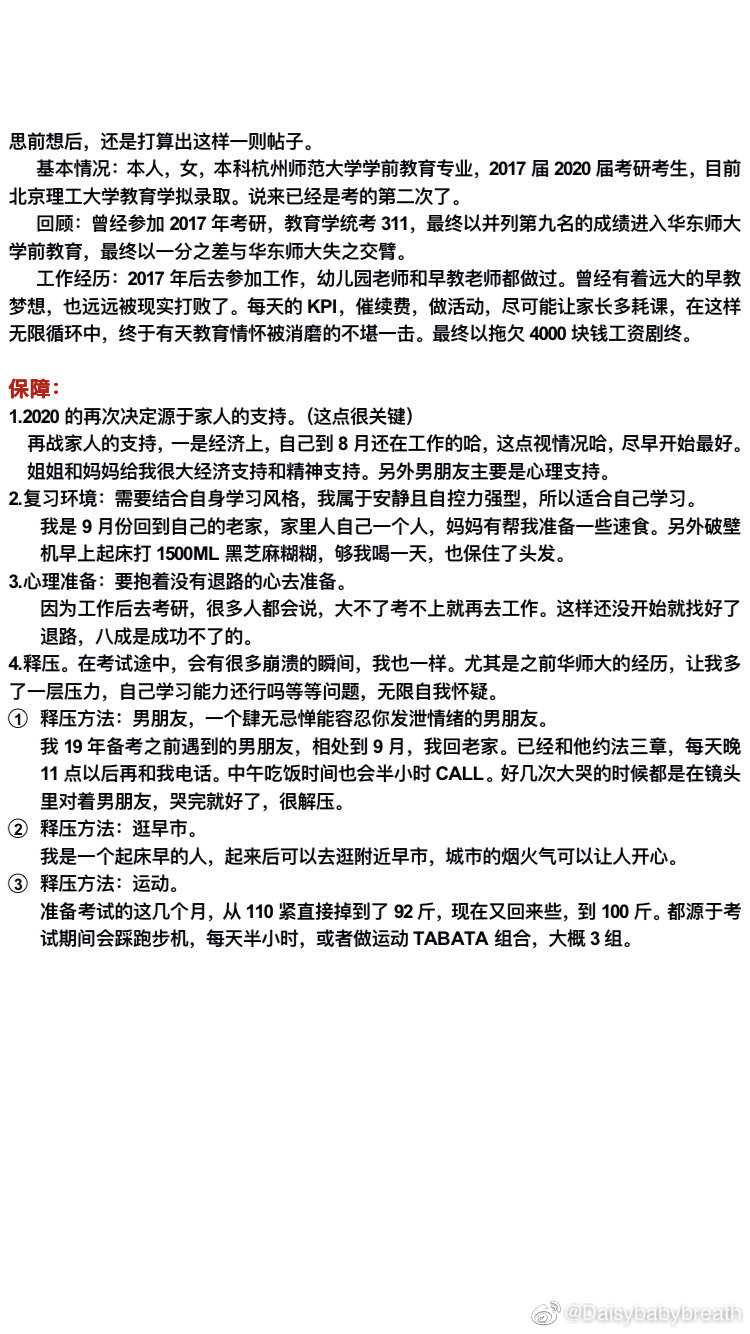 思前想后，还是打算出这样一则帖子。
基本情况：本人，女，本科杭州师范大学学前教育专业，2017 届 2020 届考研考生，目前
北京理工大学教育学拟录取。说来已经是考的第二次了。
回顾：曾经参加 2017 年考研，教育学统考 311，最终以并列第九名的成绩进入华东师大
学前教育，最终以一分之差与华东师大失之交臂。
工作经历：2017 年后去参加工作，幼儿园老师和早教老师都做过。曾经有着远大的早教
梦想，也远远被现实打败了。每天的 KPI，催续费，做活动，尽可能让家长多耗课，在这样
无限循环中，终于有天教育情怀被消磨的不堪一击。最终以拖欠 4000 块钱工资剧终。
保障：
1.2020 的再次决定源于家人的支持。（这点很关键）
再战家人的支持，一是经济上，自己到 8 月还在工作的哈，这点视情况哈，尽早开始最好。
姐姐和妈妈给我很大经济支持和精神支持。另外男朋友主要是心理支持。
2.复习环境：需要结合自身学习风格，我属于安静且自控力强型，所以适合自己学习。
我是 9 月份回到自己的老家，家里人自己一个人，妈妈有帮我准备一些速食。另外破壁
机早上起床打 1500ML 黑芝麻糊糊，够我喝一天，也保住了头发。
3.心理准备：要抱着没有退路的心去准备。
因为工作后去考研，很多人都会说，大不了考不上就再去工作。这样还没开始就找好了
退路，八成是成功不了的。
4.释压。在考试途中，会有很多崩溃的瞬间，我也一样。尤其是之前华师大的经历，让我多
了一层压力，自己学习能力还行吗等等问题，无限自我怀疑。
① 释压方法：男朋友，一个肆无忌惮能容忍你发泄情绪的男朋友。
我 19 年备考之前遇到的男朋友，相处到 9 月，我回老家。已经和他约法三章，每天晚
11 点以后再和我电话。中午吃饭时间也会半小时 CALL。好几次大哭的时候都是在镜头
里对着男朋友，哭完就好了，很解压。
② 释压方法：逛早市。
我是一个起床早的人，起来后可以去逛附近早市，城市的烟火气可以让人开心。
③ 释压方法：运动。
准备考试的这几个月，从 110 紧直接掉到了 92 斤，现在又回来些，到 100 斤。都源于考
试期间会踩跑步机，每天半小时，或者做运动 TABATA 组合，大概 3 组。
@Daisybabybreath